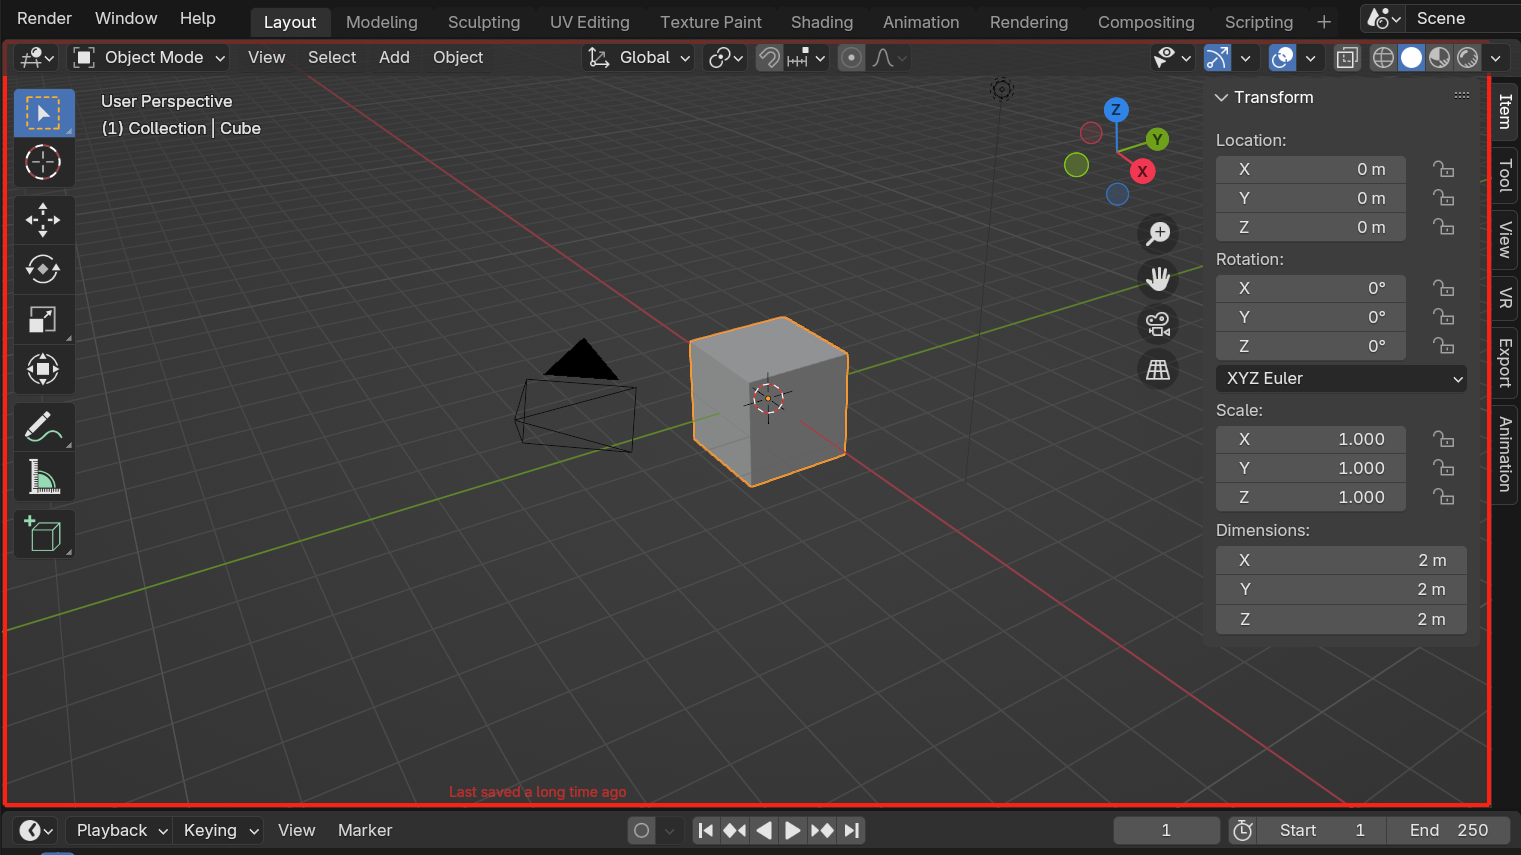 Render Window Help Layout Modeling Sculpting UV Editing Texture Paint Shading Animation Rendering Compositing Scripting + Scene
Object Mode View Select Add Object Global
User Perspective
(1) Collection | Cube
Z
Y
X
Transform
Location:
X 0 m
Y 0 m
Z 0 m
Rotation:
X 0°
Y 0°
Z 0°
XYZ Euler
Scale:
X 1.000
Y 1.000
Z 1.000
Dimensions:
X 2 m
Y 2 m
Z 2 m
Item
Tool
View
VR
Export
Animation
Last saved a long time ago
Playback Keying View Marker 1 Start 1 End 250